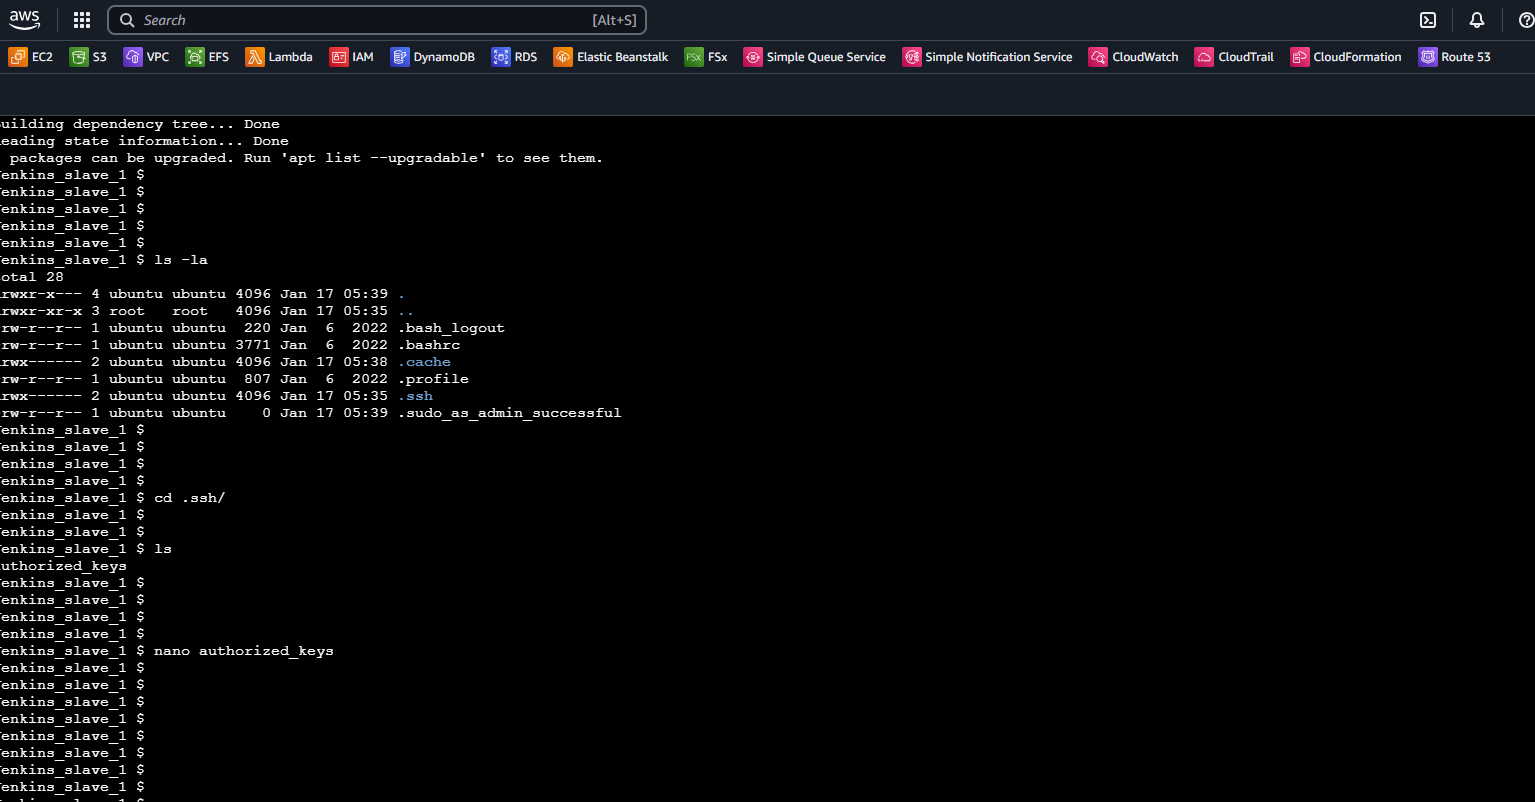 aws
Search [Alt+S]
EC2 S3 VPC EFS Lambda IAM DynamoDB RDS Elastic Beanstalk FSx FSx Simple Queue Service Simple Notification Service CloudWatch CloudTrail CloudFormation Route 53
uilding dependency tree... Done
eading state information... Done
packages can be upgraded. Run 'apt list --upgradable' to see them.
enkins_slave_1 $
enkins_slave_1 $
enkins_slave_1 $
enkins_slave_1 $
enkins_slave_1 $
enkins_slave_1 $ ls -la
otal 28
rwxr-x--- 4 ubuntu ubuntu 4096 Jan 17 05:39 .
rwxr-xr-x 3 root   root   4096 Jan 17 05:35 ..
rw-r--r-- 1 ubuntu ubuntu  220 Jan  6  2022 .bash_logout
rw-r--r-- 1 ubuntu ubuntu 3771 Jan  6  2022 .bashrc
rwx------ 2 ubuntu ubuntu 4096 Jan 17 05:38 .cache
rw-r--r-- 1 ubuntu ubuntu  807 Jan  6  2022 .profile
rwx------ 2 ubuntu ubuntu 4096 Jan 17 05:35 .ssh
rw-r--r-- 1 ubuntu ubuntu    0 Jan 17 05:39 .sudo_as_admin_successful
enkins_slave_1 $
enkins_slave_1 $
enkins_slave_1 $
enkins_slave_1 $
enkins_slave_1 $ cd .ssh/
enkins_slave_1 $
enkins_slave_1 $
enkins_slave_1 $ ls
uthorized_keys
enkins_slave_1 $
enkins_slave_1 $
enkins_slave_1 $
enkins_slave_1 $
enkins_slave_1 $ nano authorized_keys
enkins_slave_1 $
enkins_slave_1 $
enkins_slave_1 $
enkins_slave_1 $
enkins_slave_1 $
enkins_slave_1 $
enkins_slave_1 $
enkins_slave_1 $